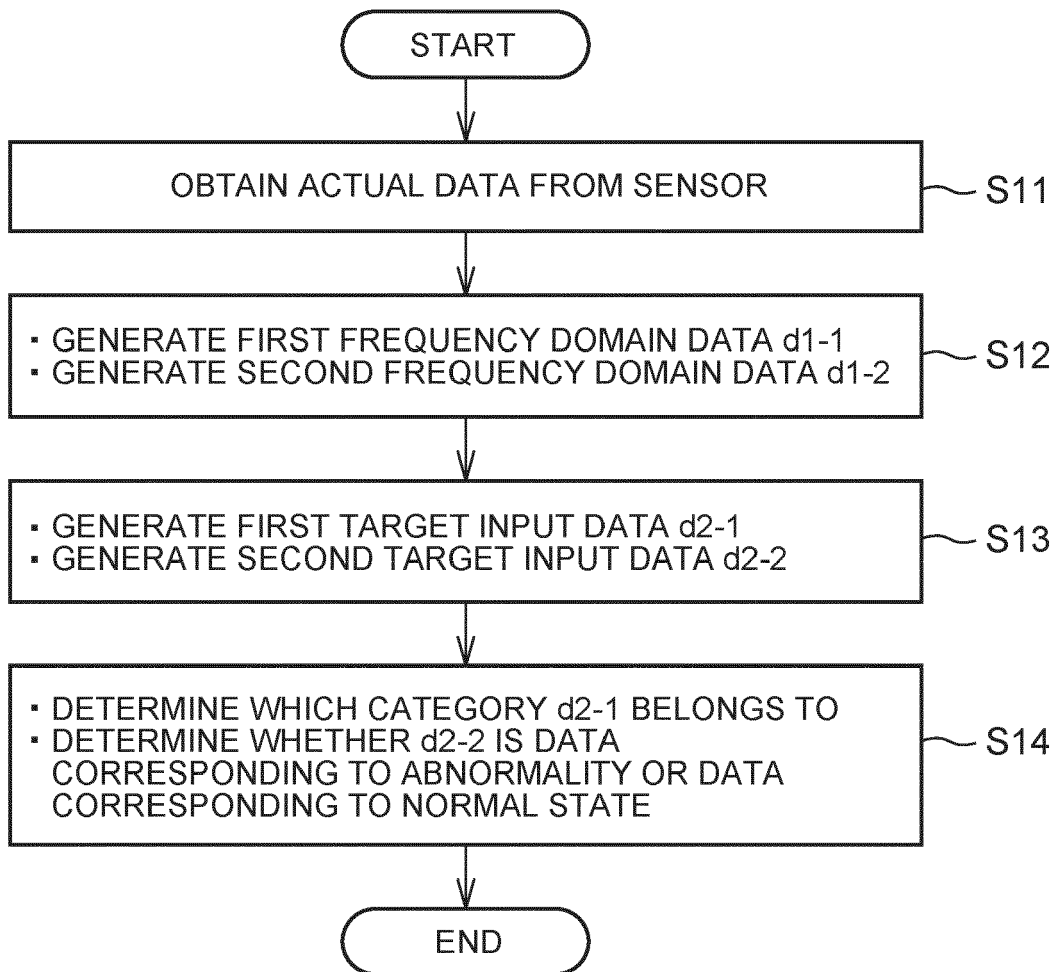 START
OBTAIN ACTUAL DATA FROM SENSOR
S11
・GENERATE FIRST FREQUENCY DOMAIN DATA d1-1
・GENERATE SECOND FREQUENCY DOMAIN DATA d1-2
S12
・GENERATE FIRST TARGET INPUT DATA d2-1
・GENERATE SECOND TARGET INPUT DATA d2-2
S13
・DETERMINE WHICH CATEGORY d2-1 BELONGS TO
・DETERMINE WHETHER d2-2 IS DATA
CORRESPONDING TO ABNORMALITY OR DATA
CORRESPONDING TO NORMAL STATE
S14
END